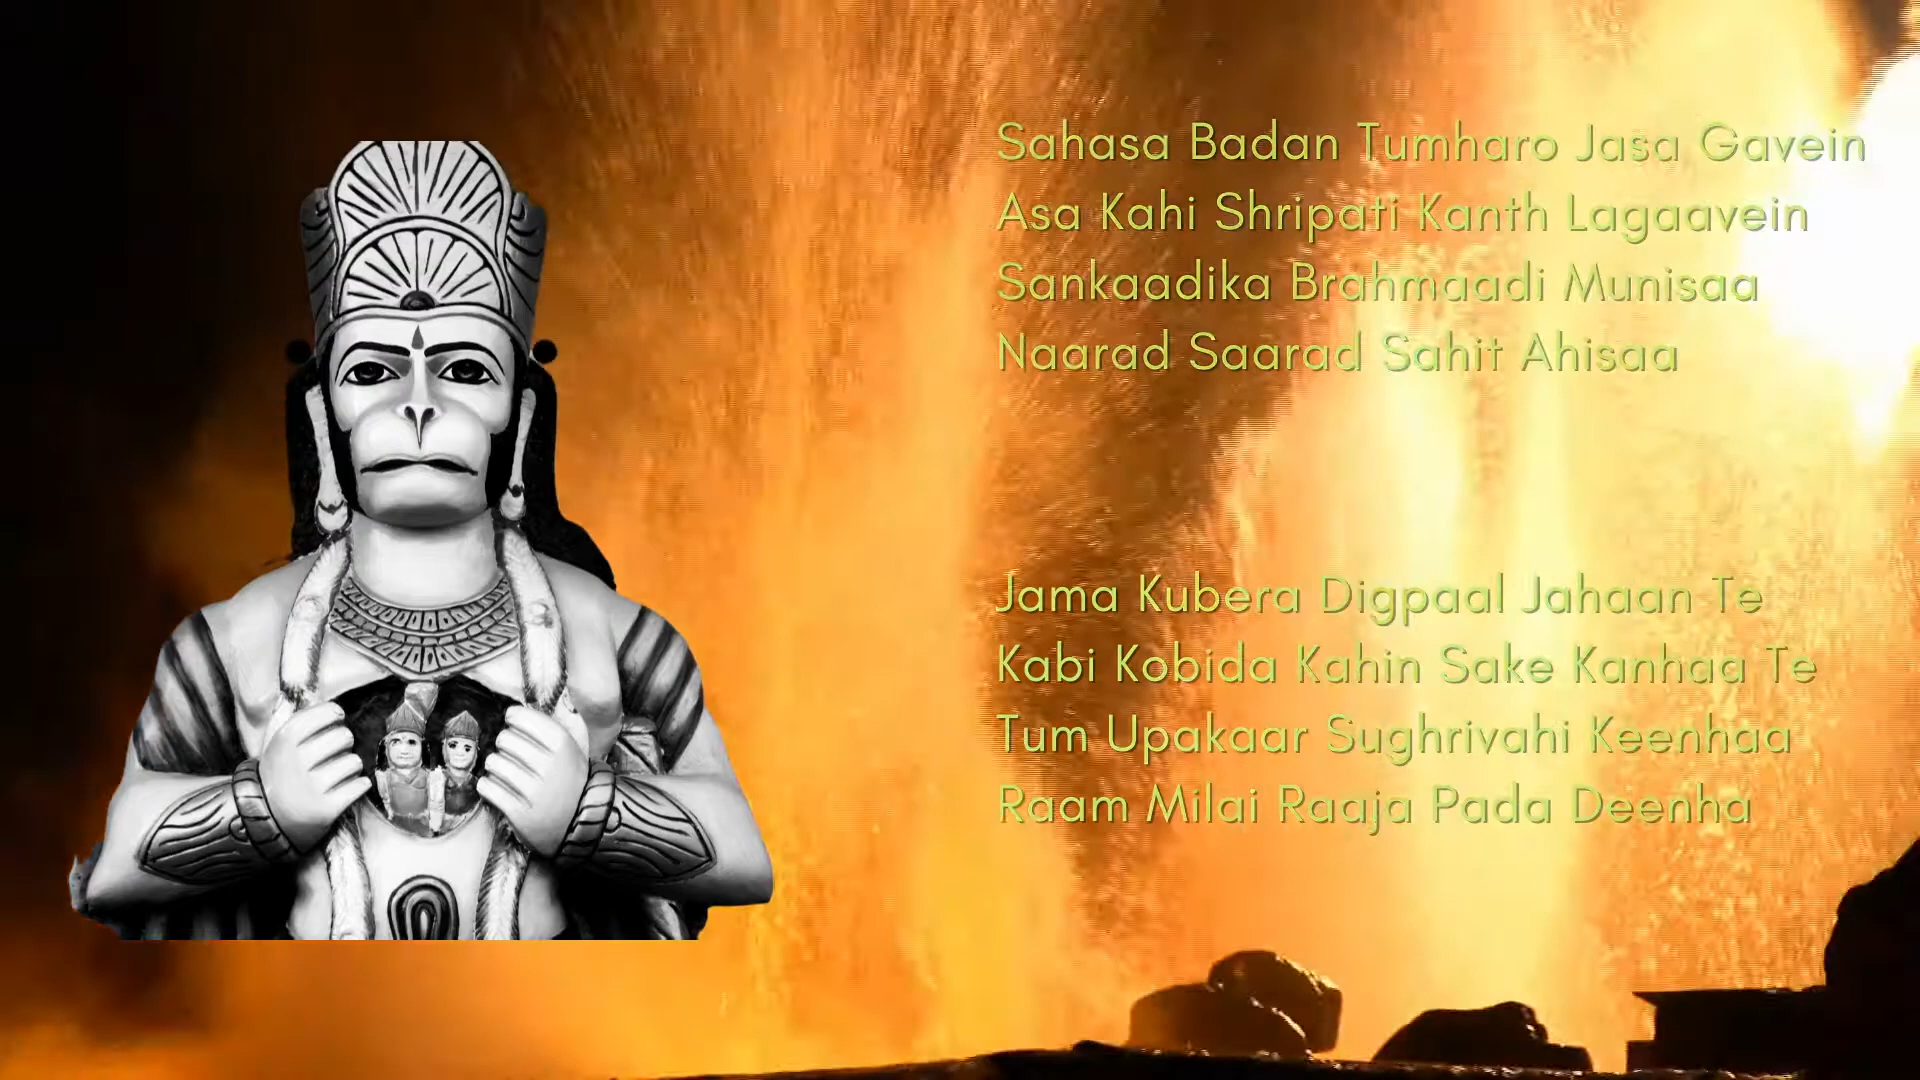 Sahasa Badan Tumharo Jasa Gavein
Asa Kahi Shripati Kanth Lagaavein
Sankaadika Brahmaadi Munisaa
Naarad Saarad Sahit Ahisaa
Jama Kubera Digpaal Jahaan Te
Kabi Kobida Kahin Sake Kanhaa Te
Tum Upakaar Sughrivahi Keenhaa
Raam Milai Raaja Pada Deenha